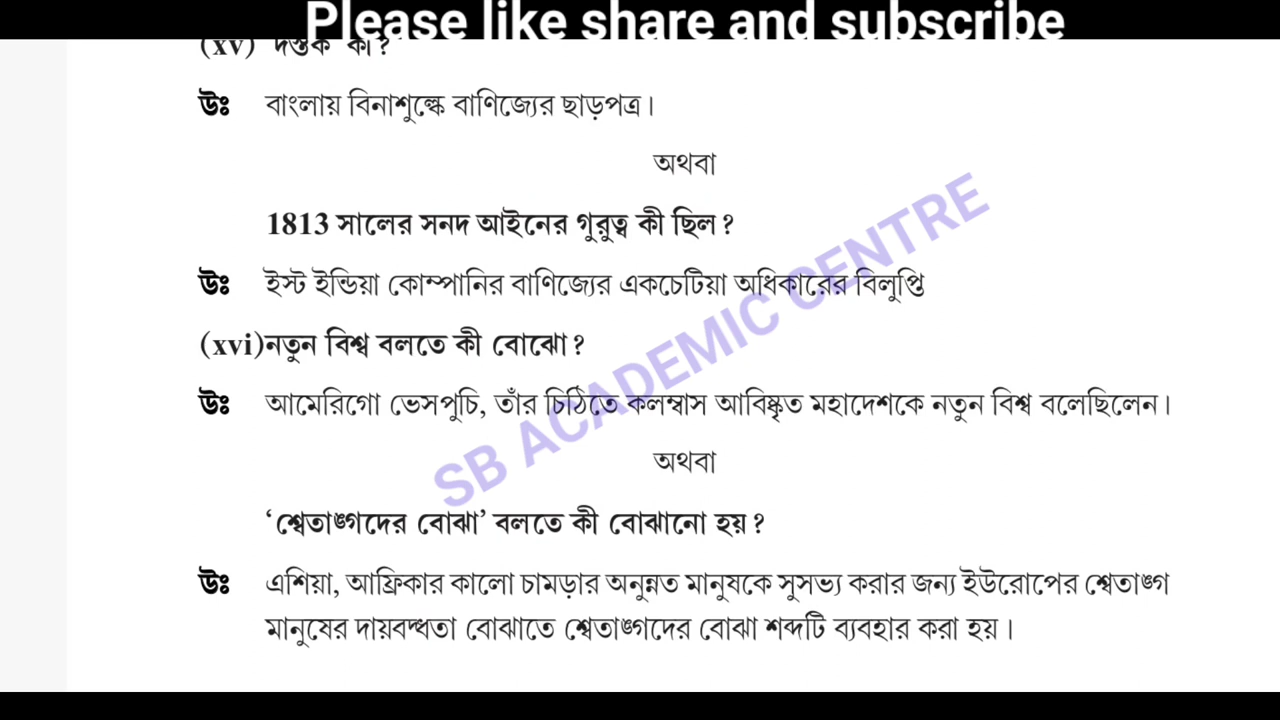 Please like share and subscribe
(xv) দস্তক কী?
উঃ বাংলায় বিনাশুল্কে বাণিজ্যের ছাড়পত্র।
অথবা
1813 সালের সনদ আইনের গুরুত্ব কী ছিল?
উঃ ইস্ট ইন্ডিয়া কোম্পানির বাণিজ্যের একচেটিয়া অধিকারের বিলুপ্তি
(xvi) নতুন বিশ্ব বলতে কী বোঝো?
উঃ আমেরিগো ভেসপুচি, তাঁর চিঠিতে কলম্বাস আবিষ্কৃত মহাদেশকে নতুন বিশ্ব বলেছিলেন।
অথবা
‘শ্বেতাঙ্গদের বোঝা’ বলতে কী বোঝানো হয়?
উঃ এশিয়া, আফ্রিকার কালো চামড়ার অনুন্নত মানুষকে সুসভ্য করার জন্য ইউরোপের শ্বেতাঙ্গ
মানুষের দায়বদ্ধতা বোঝাতে শ্বেতাঙ্গদের বোঝা শব্দটি ব্যবহার করা হয়।
SB ACADEMIC CENTRE